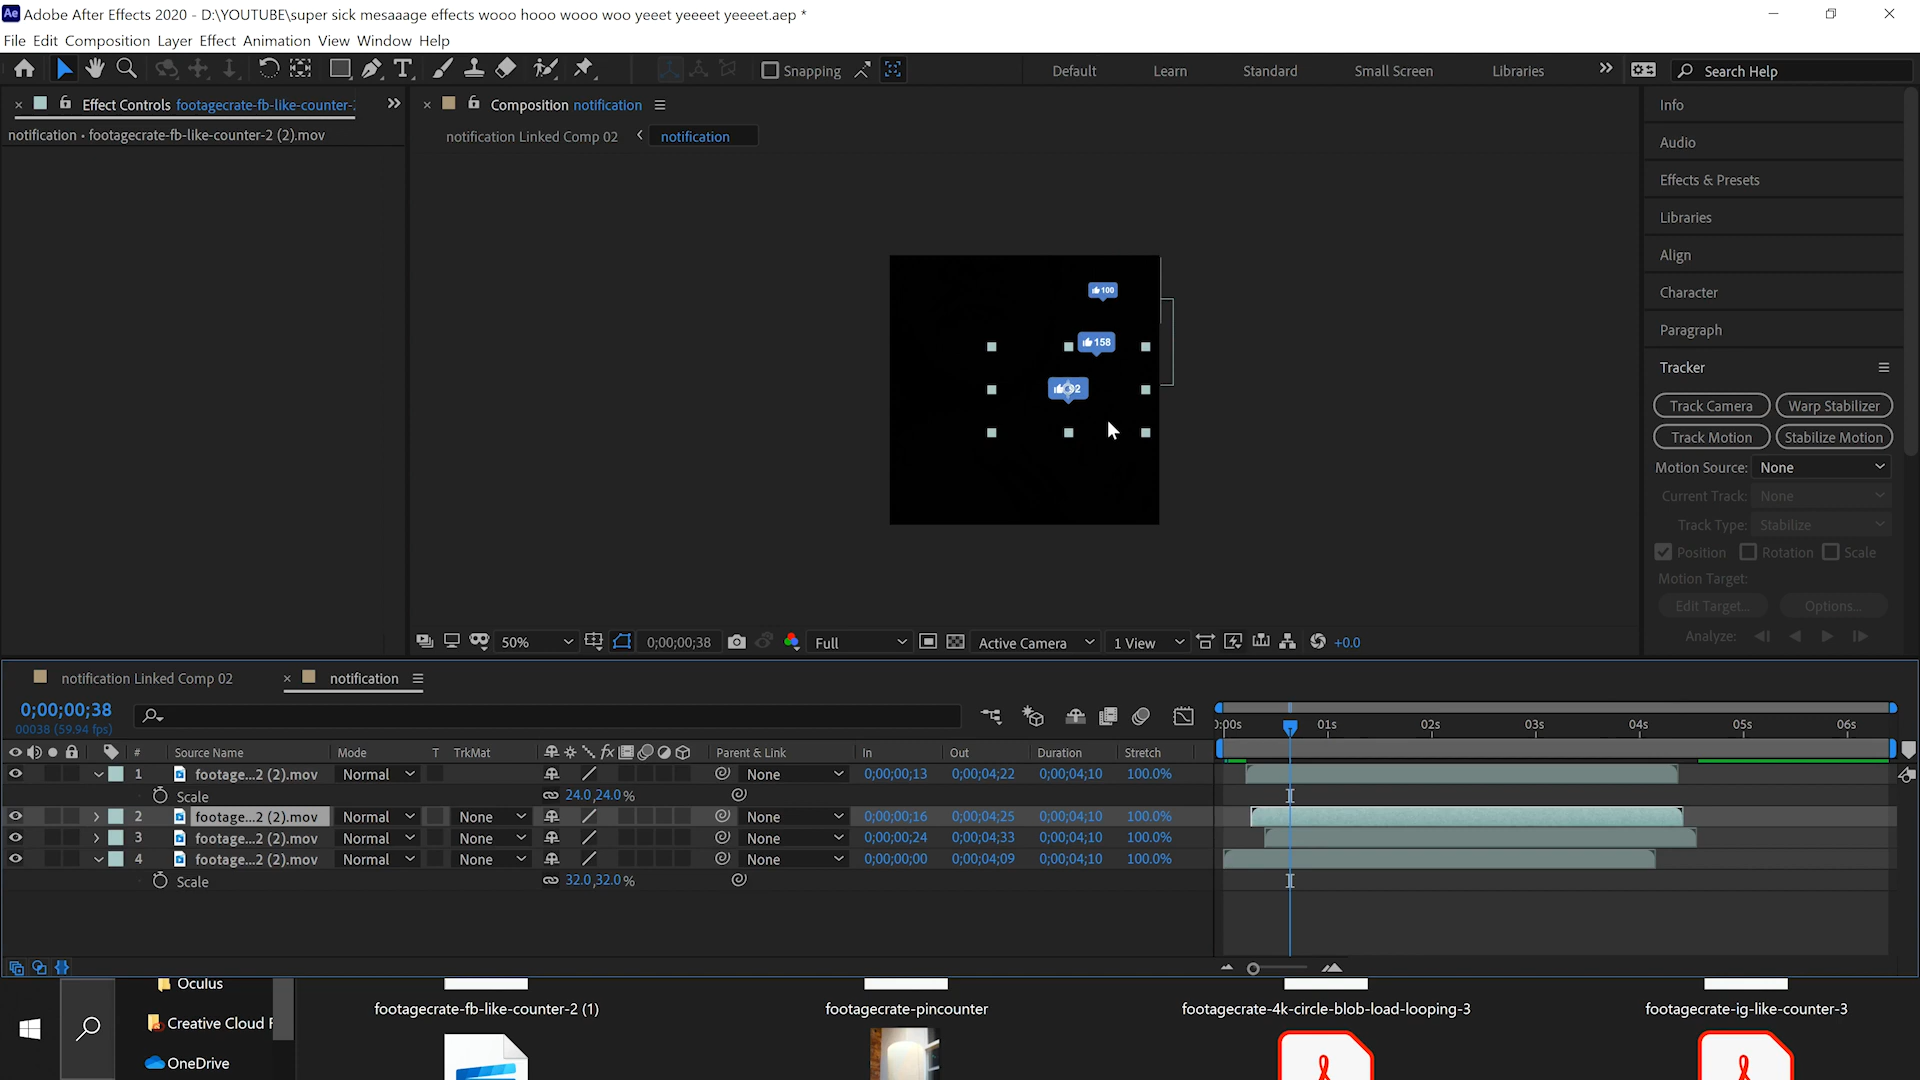 Ae Adobe After Effects 2020 - D:\YOUTUBE\super sick mesaaage effects wooo hooo wooo woo yeeet yeeeet yeeeet.aep *
File Edit Composition Layer Effect Animation View Window Help
T Snapping Default Learn Standard Small Screen Libraries Search Help
Effect Controls footagecrate-fb-like-counter-
notification • footagecrate-fb-like-counter-2 (2).mov
Composition notification
notification Linked Comp 02 notification
100
158
92
50% 0;00;00;38 Full Active Camera 1 View +0.0
Info
Audio
Effects & Presets
Libraries
Align
Character
Paragraph
Tracker
Track Camera Warp Stabilizer
Track Motion Stabilize Motion
Motion Source: None
Current Track: None
Track Type: Stabilize
Position Rotation Scale
Motion Target:
Edit Target... Options...
Analyze:
notification Linked Comp 02 notification
0;00;00;38
00038 (59.94 fps)
# Source Name Mode T TrkMat fx Parent & Link In Out Duration Stretch
):00s 01s 02s 03s 04s 05s 06s
1 footage...2 (2).mov Normal None 0;00;00;13 0;00;04;22 0;00;04;10 100.0%
Scale 24.0,24.0%
2 footage...2 (2).mov Normal None None 0;00;00;16 0;00;04;25 0;00;04;10 100.0%
3 footage...2 (2).mov Normal None None 0;00;00;24 0;00;04;33 0;00;04;10 100.0%
4 footage...2 (2).mov Normal None None 0;00;00;00 0;00;04;09 0;00;04;10 100.0%
Scale 32.0,32.0%
Oculus
Creative Cloud F
OneDrive
footagecrate-fb-like-counter-2 (1)
footagecrate-pincounter
footagecrate-4k-circle-blob-load-looping-3
footagecrate-ig-like-counter-3